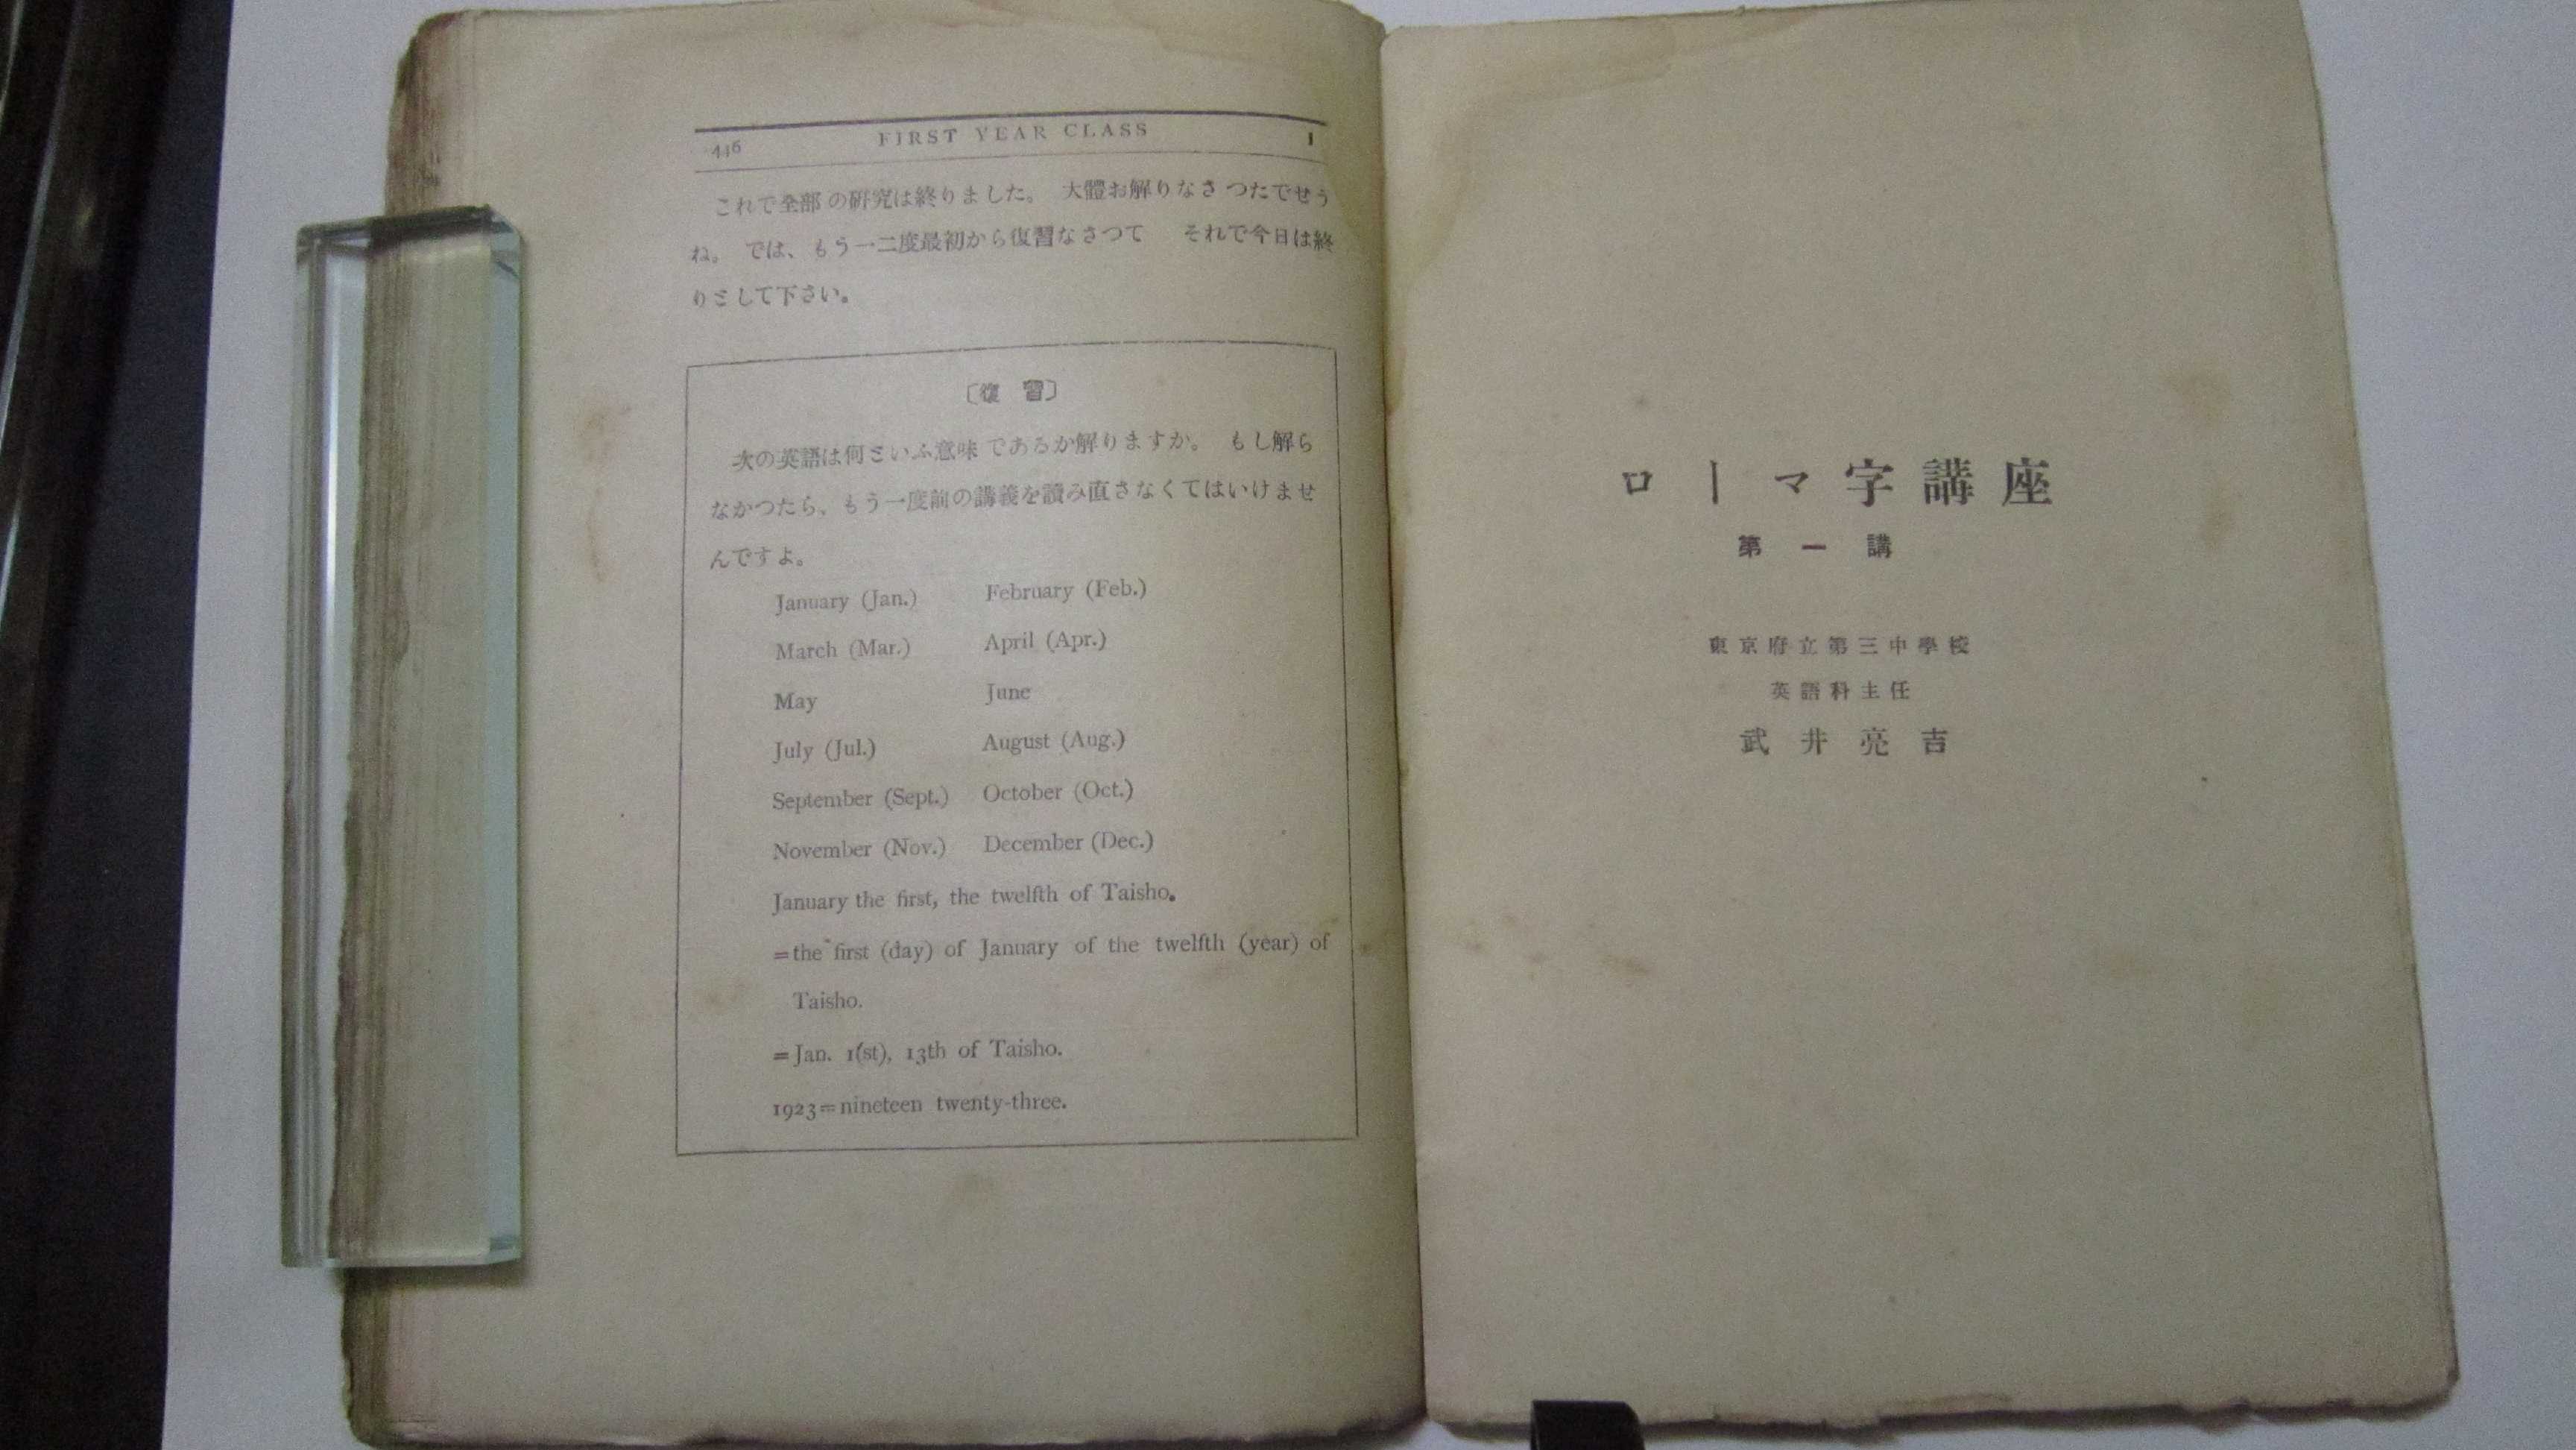 446 FIRST YEAR CLASS I
これで全部の研究は終りました。 大體お解りなさつたでせう
ね。 では、もう一二度最初から復習なさつて それで今日は終
りとして下さい。
〔復 習〕
次の英語は何といふ意味であるか解りますか。 もし解ら
なかつたら、もう一度前の講義を讀み直さなくてはいけませ
んですよ。
January (Jan.) February (Feb.)
March (Mar.) April (Apr.)
May June
July (Jul.) August (Aug.)
September (Sept.) October (Oct.)
November (Nov.) December (Dec.)
January the first, the twelfth of Taisho.
=the first (day) of January of the twelfth (year) of
Taisho.
=Jan. 1(st), 13th of Taisho.
1923=nineteen twenty-three.
ローマ字講座
第一講
東京府立第三中學校
英語科主任
武井亮吉